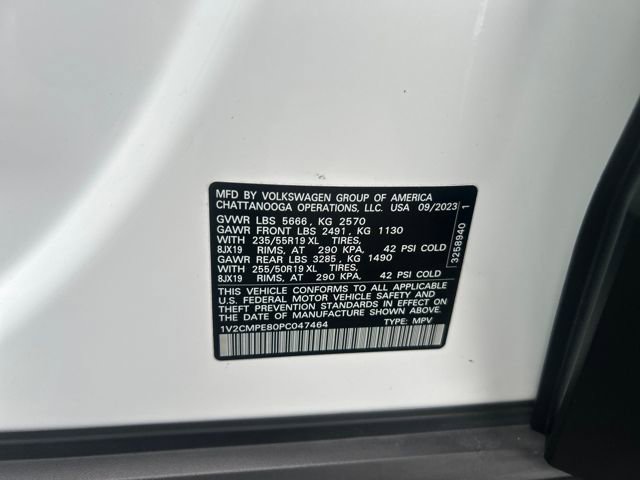 MFD BY VOLKSWAGEN GROUP OF AMERICA
CHATTANOOGA OPERATIONS, LLC. USA 09/2023
GVWR LBS 5666, KG 2570
GAWR FRONT LBS 2491, KG 1130
WITH 235/55R19 XL TIRES,
8JX19 RIMS, AT 290 KPA, 42 PSI COLD
GAWR REAR LBS 3285, KG 1490
WITH 255/50R19 XL TIRES,
8JX19 RIMS, AT 290 KPA, 42 PSI COLD
THIS VEHICLE CONFORMS TO ALL APPLICABLE
U.S. FEDERAL MOTOR VEHICLE SAFETY AND
THEFT PREVENTION STANDARDS IN EFFECT ON
THE DATE OF MANUFACTURE SHOWN ABOVE.
1V2CMPE80PC047464 TYPE: MPV
3258940 1